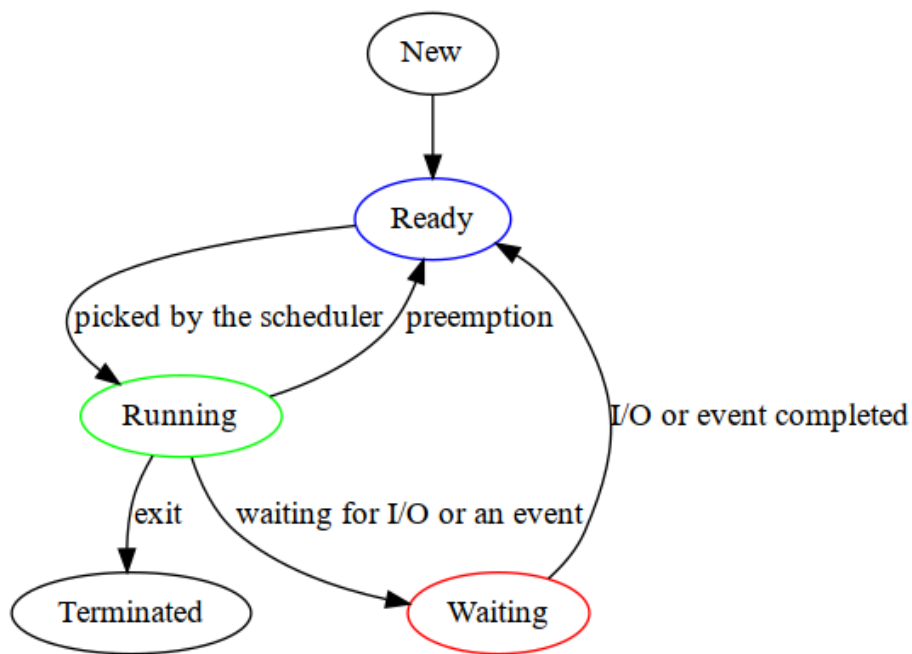 New
Ready
picked by the scheduler
preemption
Running
I/O or event completed
exit
waiting for I/O or an event
Terminated
Waiting